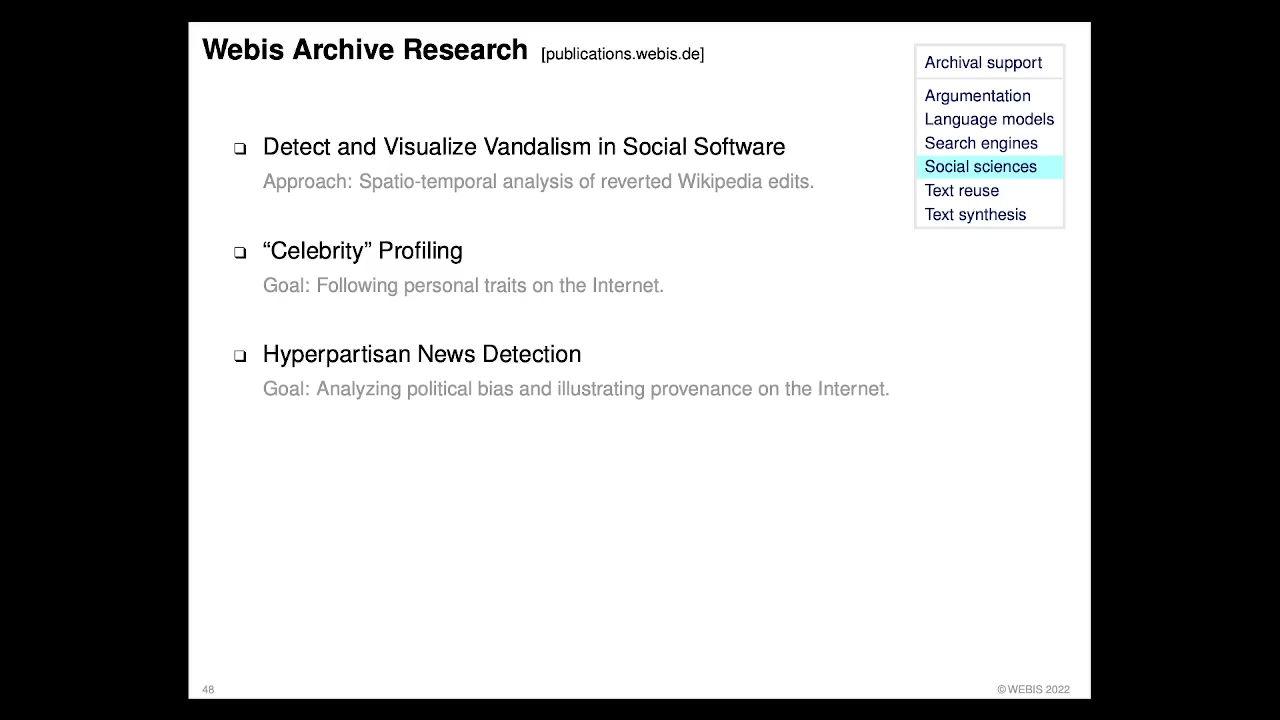 Webis Archive Research [publications.webis.de]
Archival support
Argumentation
Language models
Search engines
Social sciences
Text reuse
Text synthesis
❑ Detect and Visualize Vandalism in Social Software
Approach: Spatio-temporal analysis of reverted Wikipedia edits.
❑ “Celebrity” Profiling
Goal: Following personal traits on the Internet.
❑ Hyperpartisan News Detection
Goal: Analyzing political bias and illustrating provenance on the Internet.
48
© WEBIS 2022